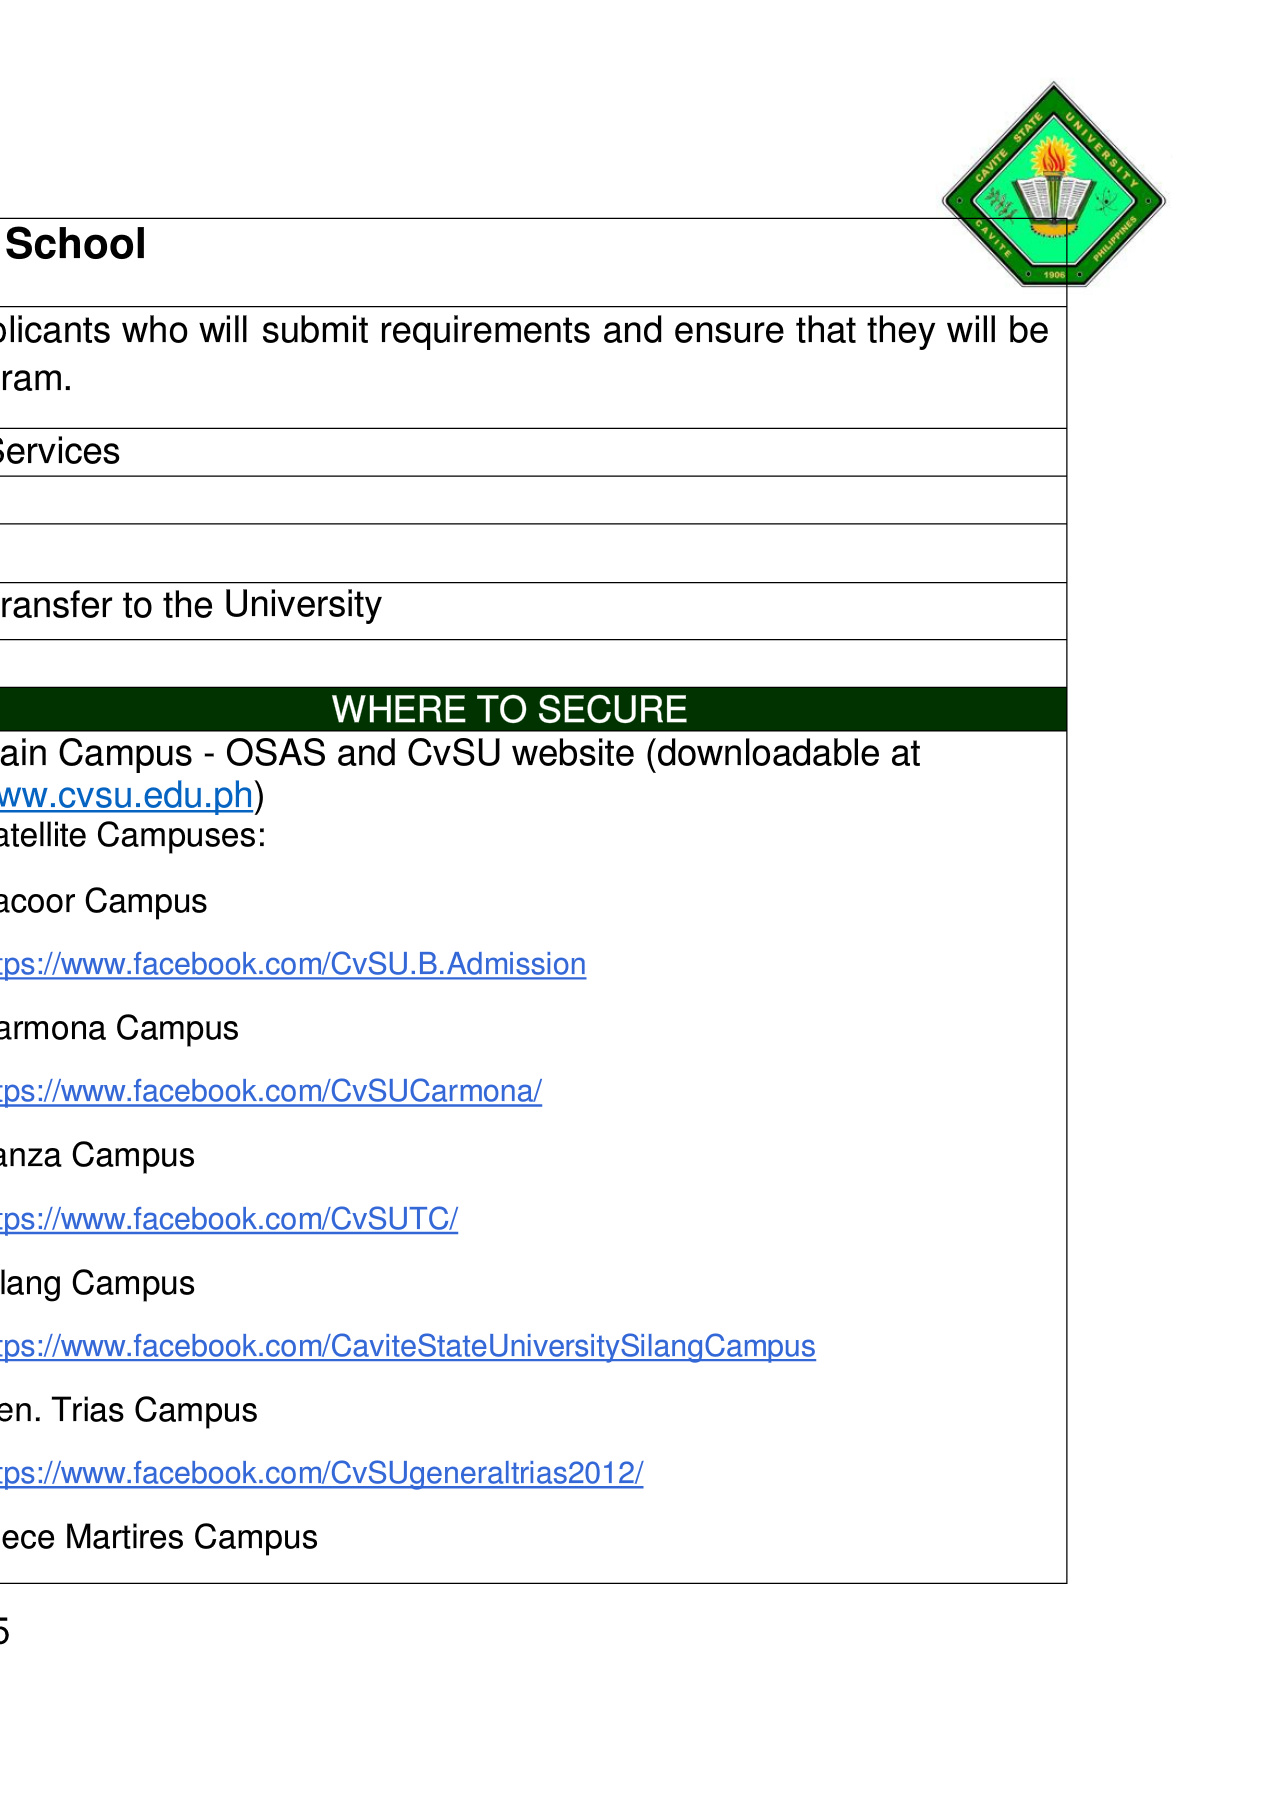 CAVITE STATE UNIVERSITY
CAVITE PHILIPPINES
1906
School
licants who will submit requirements and ensure that they will be
ram.
Services
ransfer to the University
WHERE TO SECURE
ain Campus - OSAS and CvSU website (downloadable at
ww.cvsu.edu.ph)
atellite Campuses:
acoor Campus
tps://www.facebook.com/CvSU.B.Admission
armona Campus
tps://www.facebook.com/CvSUCarmona/
anza Campus
tps://www.facebook.com/CvSUTC/
lang Campus
tps://www.facebook.com/CaviteStateUniversitySilangCampus
en. Trias Campus
tps://www.facebook.com/CvSUgeneraltrias2012/
ece Martires Campus
5